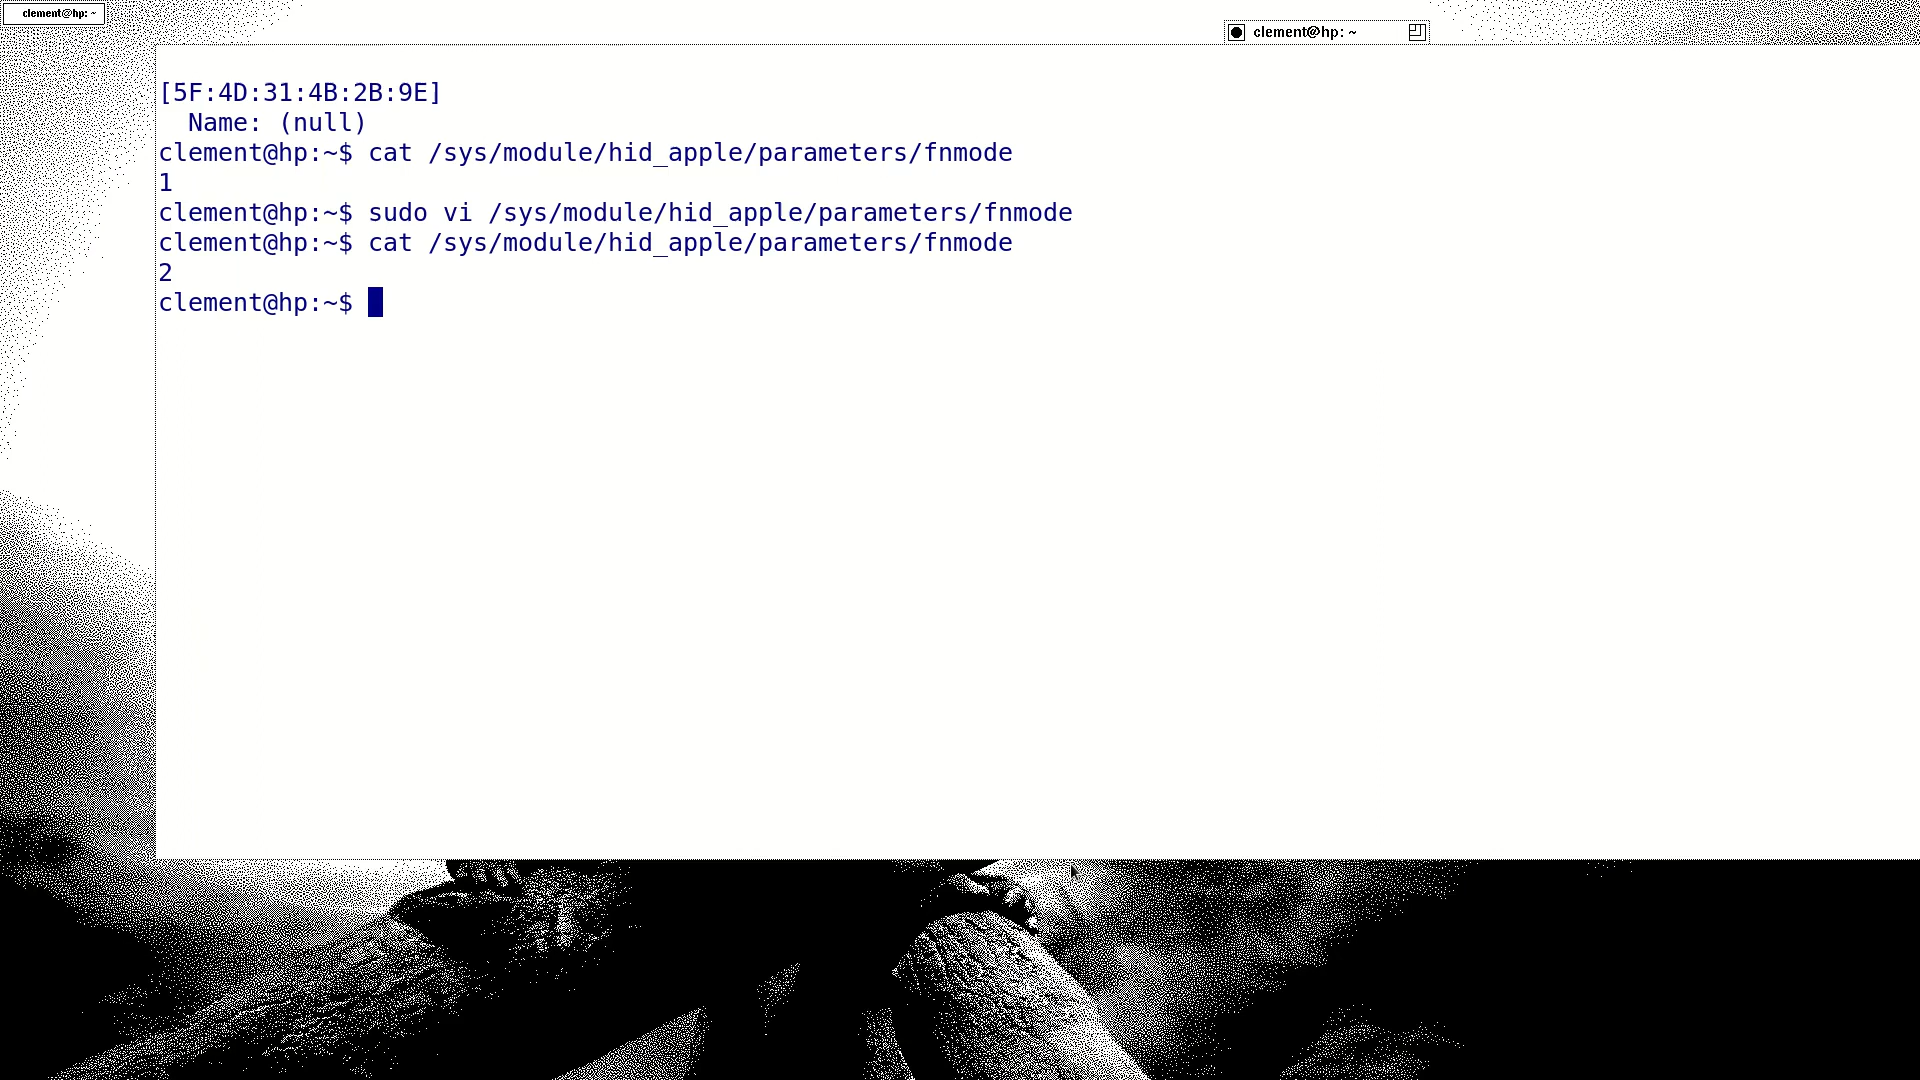 clement@hp: ~
clement@hp: ~
[5F:4D:31:4B:2B:9E]
  Name: (null)
clement@hp:~$ cat /sys/module/hid_apple/parameters/fnmode
1
clement@hp:~$ sudo vi /sys/module/hid_apple/parameters/fnmode
clement@hp:~$ cat /sys/module/hid_apple/parameters/fnmode
2
clement@hp:~$